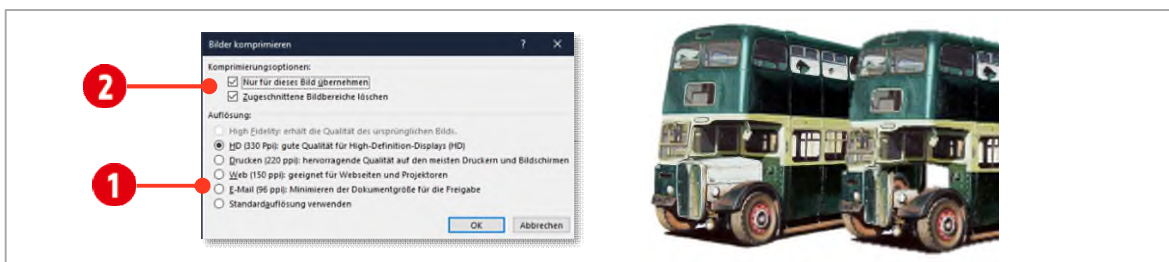 Bilder komprimieren ? ×
Komprimierungsoptionen:
2
Nur für dieses Bild übernehmen
Zugeschnittene Bildbereiche löschen
Auflösung:
High Fidelity: erhält die Qualität des ursprünglichen Bilds.
HD (330 Ppi): gute Qualität für High-Definition-Displays (HD)
Drucken (220 ppi): hervorragende Qualität auf den meisten Druckern und Bildschirmen
Web (150 ppi): geeignet für Webseiten und Projektoren
1
E-Mail (96 ppi): Minimieren der Dokumentgröße für die Freigabe
Standardauflösung verwenden
OK Abbrechen